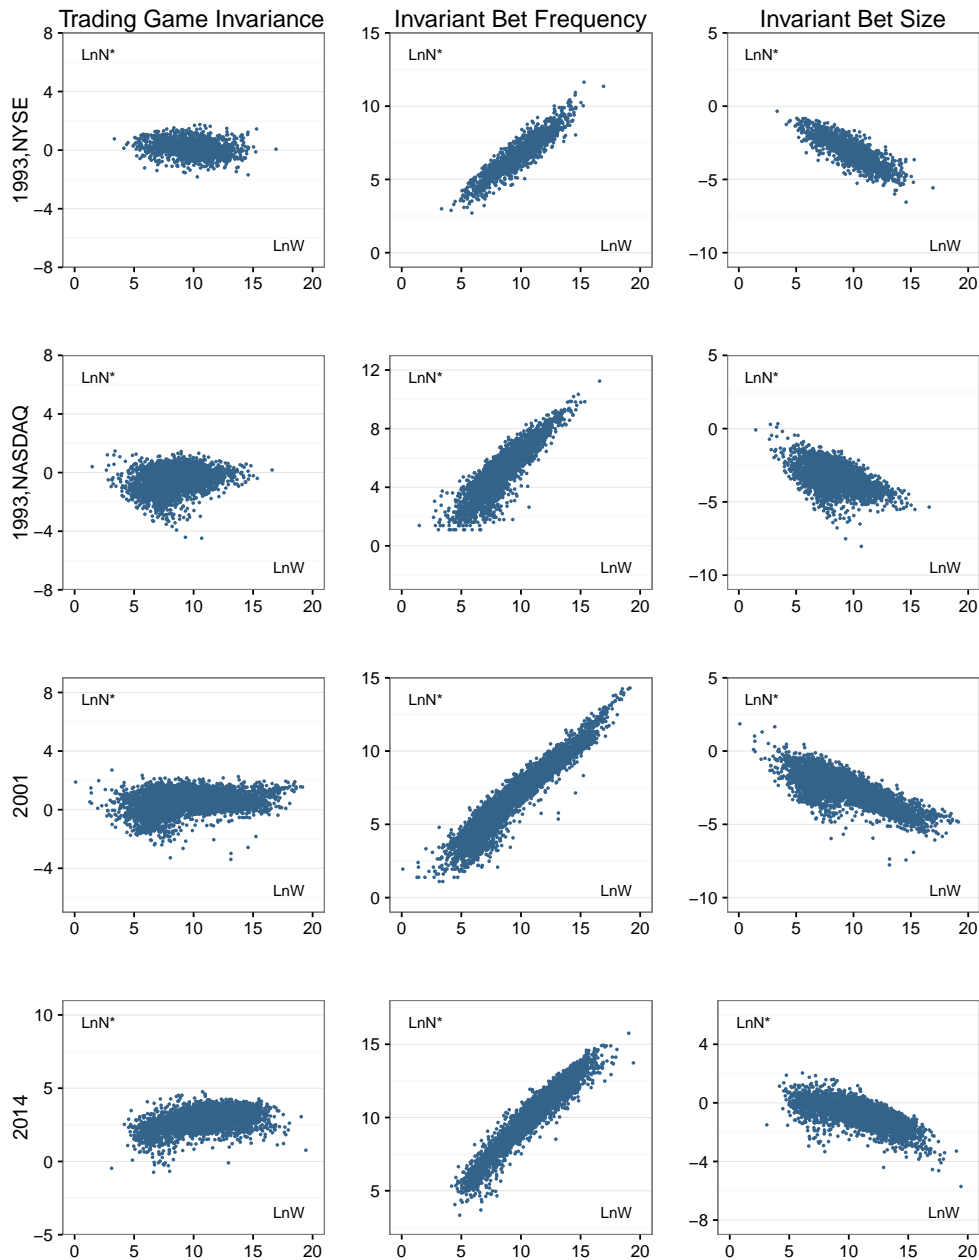 Trading Game Invariance Invariant Bet Frequency Invariant Bet Size
1993,NYSE
8
4
0
−4
−8
LnN*
LnW
0 5 10 15 20
15
10
5
0
LnN*
LnW
0 5 10 15 20
5
0
−5
−10
LnN*
LnW
0 5 10 15 20
1993,NASDAQ
8
4
0
−4
−8
LnN*
LnW
0 5 10 15 20
12
8
4
0
LnN*
LnW
0 5 10 15 20
5
0
−5
−10
LnN*
LnW
0 5 10 15 20
2001
8
4
0
−4
LnN*
LnW
0 5 10 15 20
15
10
5
0
LnN*
LnW
0 5 10 15 20
5
0
−5
−10
LnN*
LnW
0 5 10 15 20
2014
10
5
0
−5
LnN*
LnW
0 5 10 15 20
15
10
5
LnN*
LnW
0 5 10 15 20
4
0
−4
−8
LnN*
LnW
0 5 10 15 20